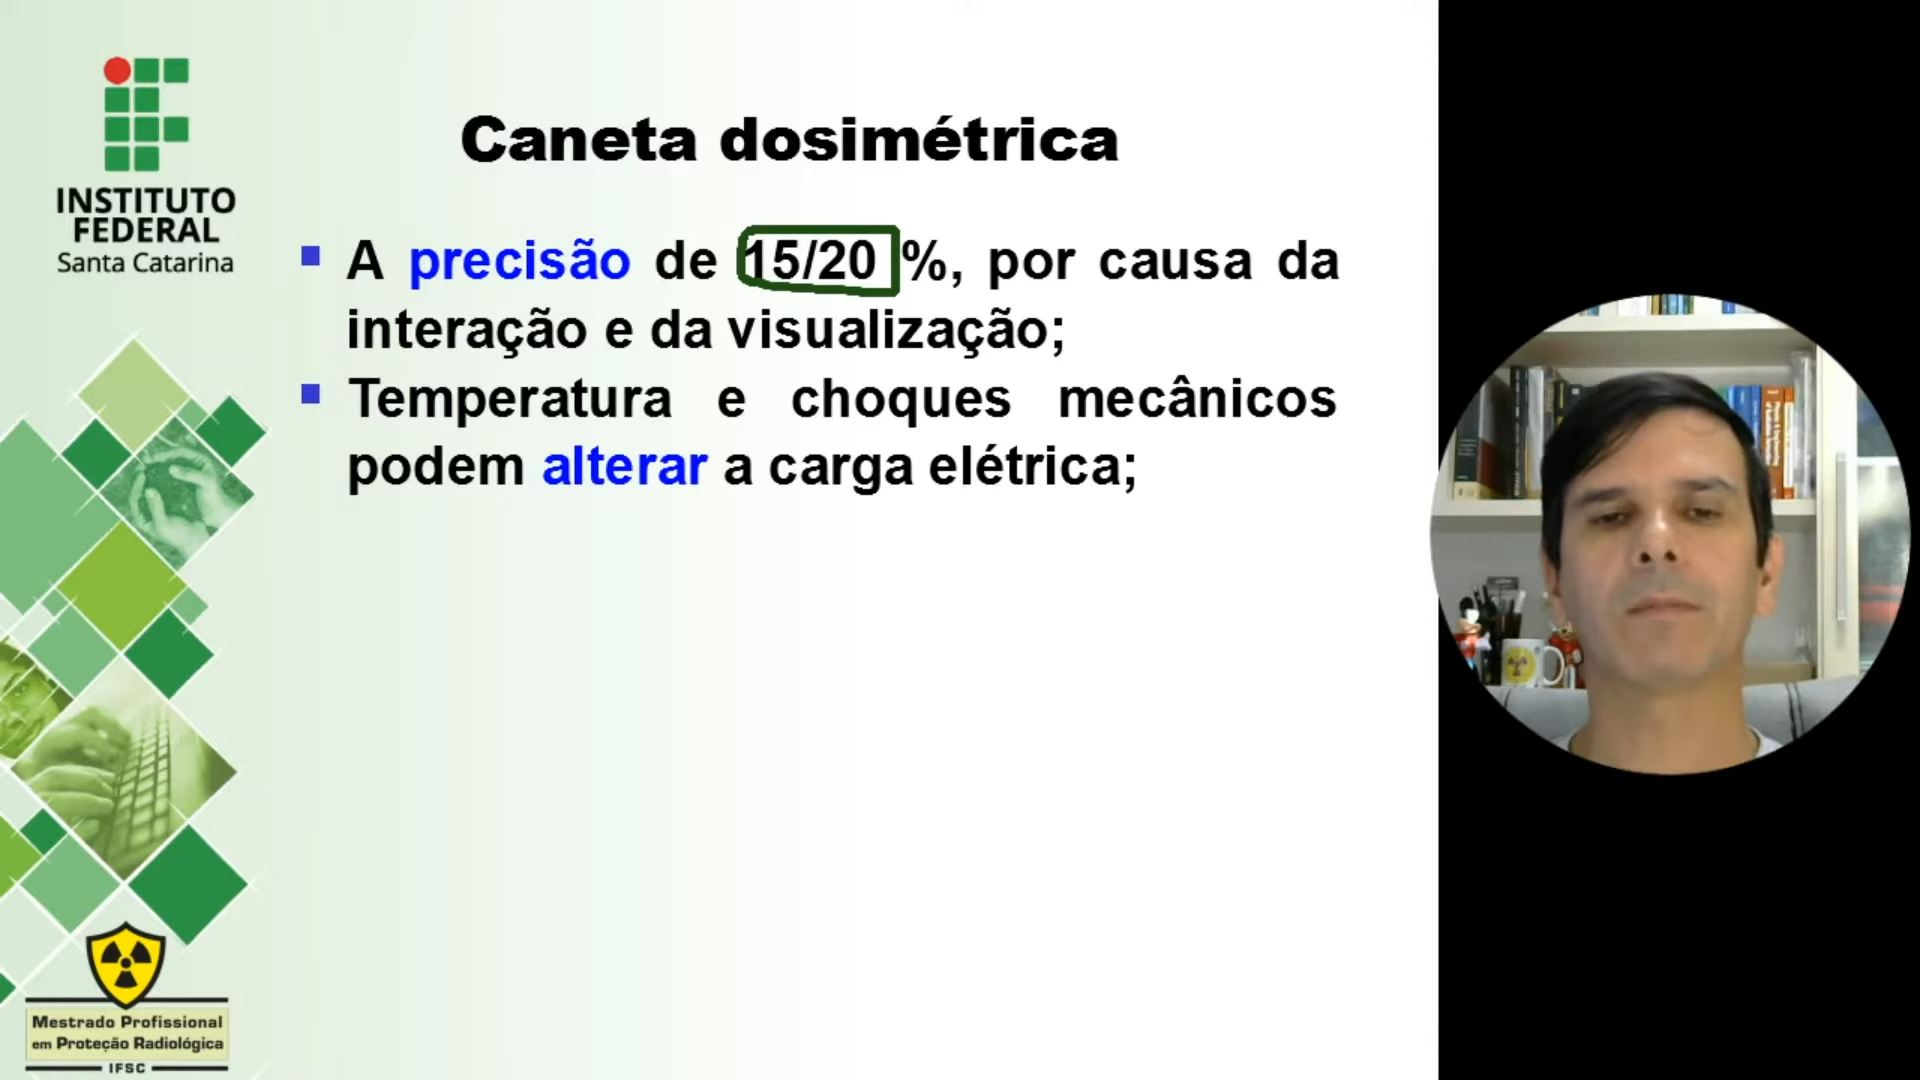 INSTITUTO
FEDERAL
Santa Catarina
Caneta dosimétrica
A precisão de 15/20 %, por causa da
interação e da visualização;
Temperatura e choques mecânicos
podem alterar a carga elétrica;
Mestrado Profissional
em Proteção Radiológica
IFSC